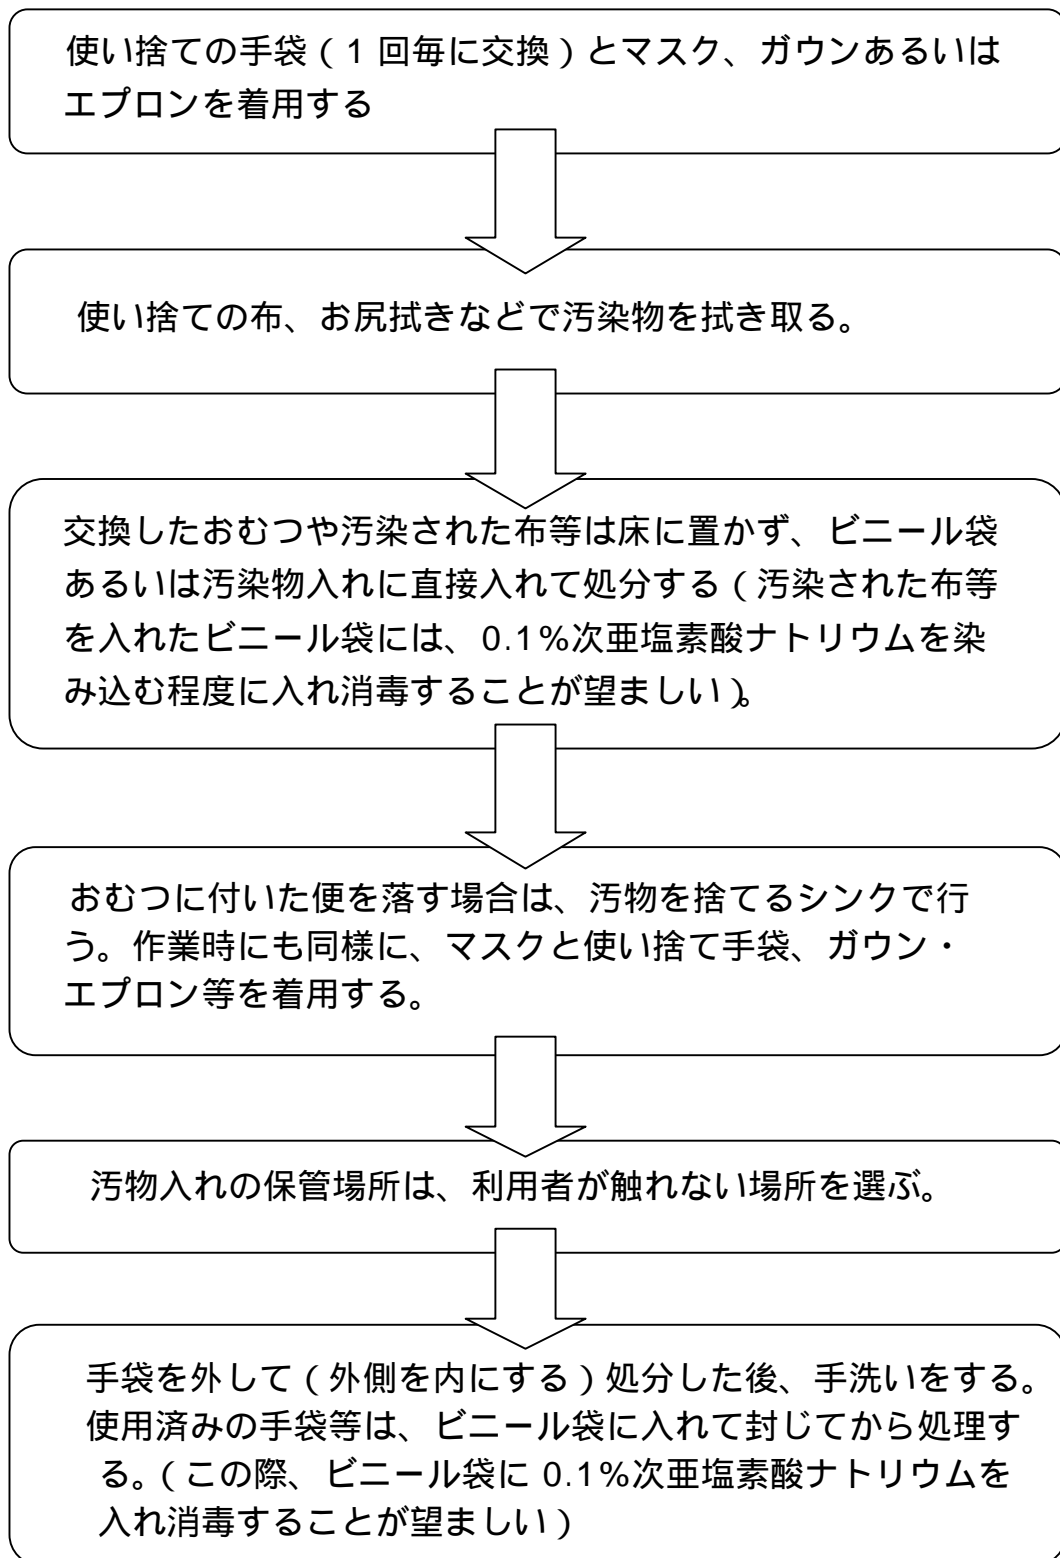 使い捨ての手袋（1 回毎に交換）とマスク、ガウンあるいは
エプロンを着用する
使い捨ての布、お尻拭きなどで汚染物を拭き取る。
交換したおむつや汚染された布等は床に置かず、ビニール袋
あるいは汚染物入れに直接入れて処分する（汚染された布等
を入れたビニール袋には、0.1%次亜塩素酸ナトリウムを染
み込む程度に入れ消毒することが望ましい）。
おむつに付いた便を落す場合は、汚物を捨てるシンクで行
う。作業時にも同様に、マスクと使い捨て手袋、ガウン・
エプロン等を着用する。
汚物入れの保管場所は、利用者が触れない場所を選ぶ。
手袋を外して（外側を内にする）処分した後、手洗いをする。
使用済みの手袋等は、ビニール袋に入れて封じてから処理す
る。（この際、ビニール袋に 0.1%次亜塩素酸ナトリウムを
入れ消毒することが望ましい）